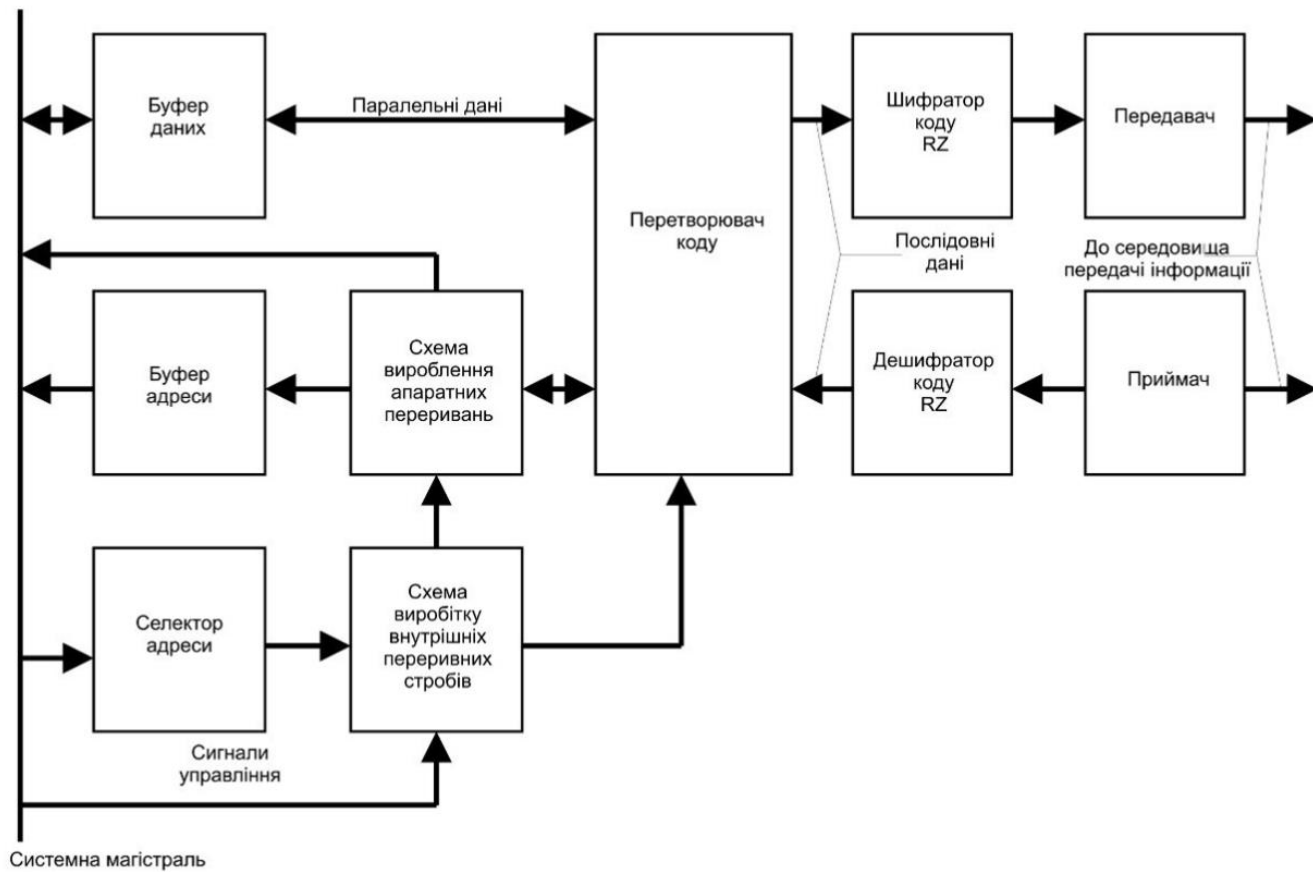 Буфер
даних
Паралельні дані
Перетворювач
коду
Шифратор
коду
RZ
Передавач
Послідовні
дані
До середовища
передачі інформації
Буфер
адреси
Схема
вироблення
апаратних
переривань
Дешифратор
коду
RZ
Приймач
Селектор
адреси
Схема
виробітку
внутрішніх
переривних
стробів
Сигнали
управління
Системна магістраль